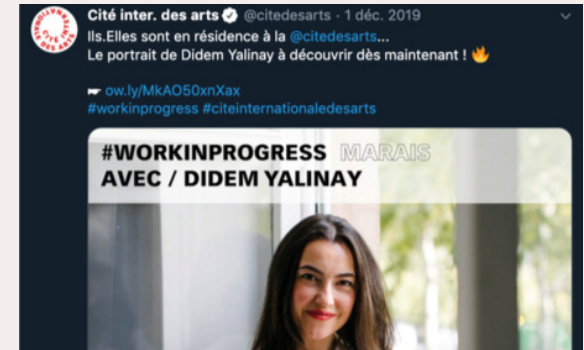 Cité inter. des arts @citedesarts · 1 déc. 2019
Ils.Elles sont en résidence à la @citedesarts...
Le portrait de Didem Yalinay à découvrir dès maintenant ! 🔥
☛ ow.ly/MkAO50xnXax
#workinprogress #citeinternationaledesarts
#WORKINPROGRESS MARAIS
AVEC / DIDEM YALINAY